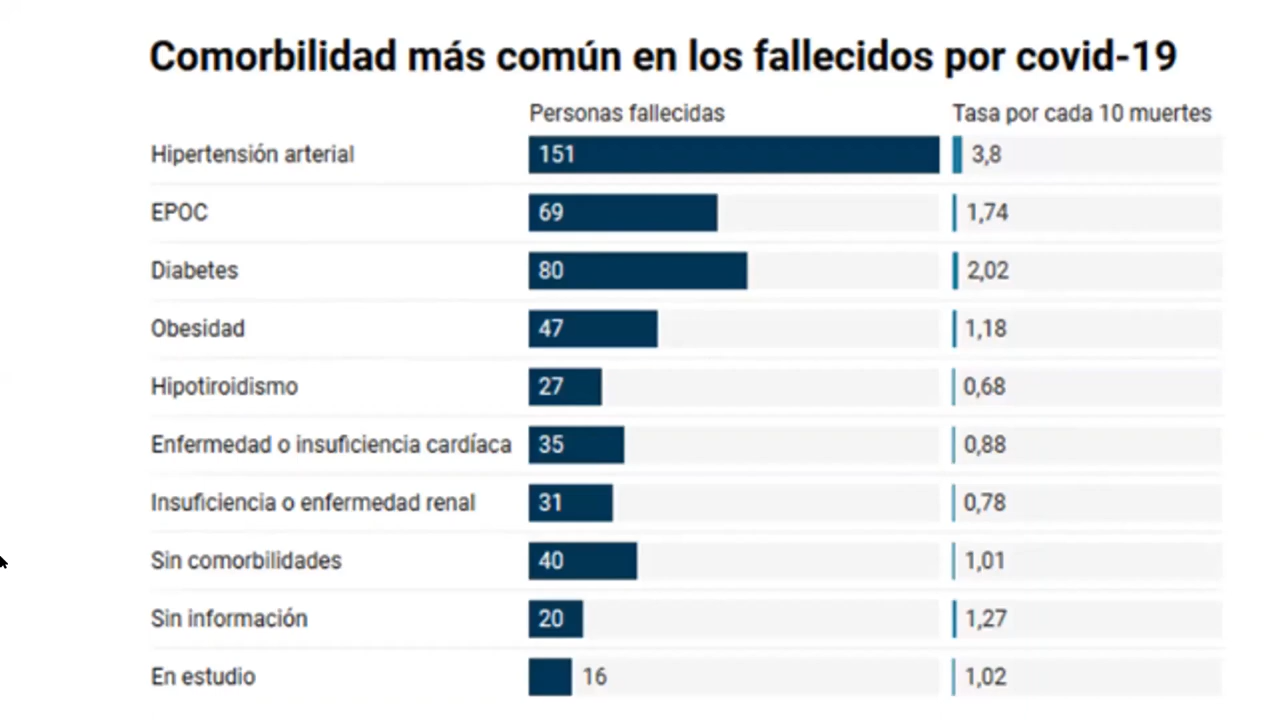 Comorbilidad más común en los fallecidos por covid-19
Personas fallecidas Tasa por cada 10 muertes
Hipertensión arterial 151 3,8
EPOC 69 1,74
Diabetes 80 2,02
Obesidad 47 1,18
Hipotiroidismo 27 0,68
Enfermedad o insuficiencia cardíaca 35 0,88
Insuficiencia o enfermedad renal 31 0,78
Sin comorbilidades 40 1,01
Sin información 20 1,27
En estudio 16 1,02